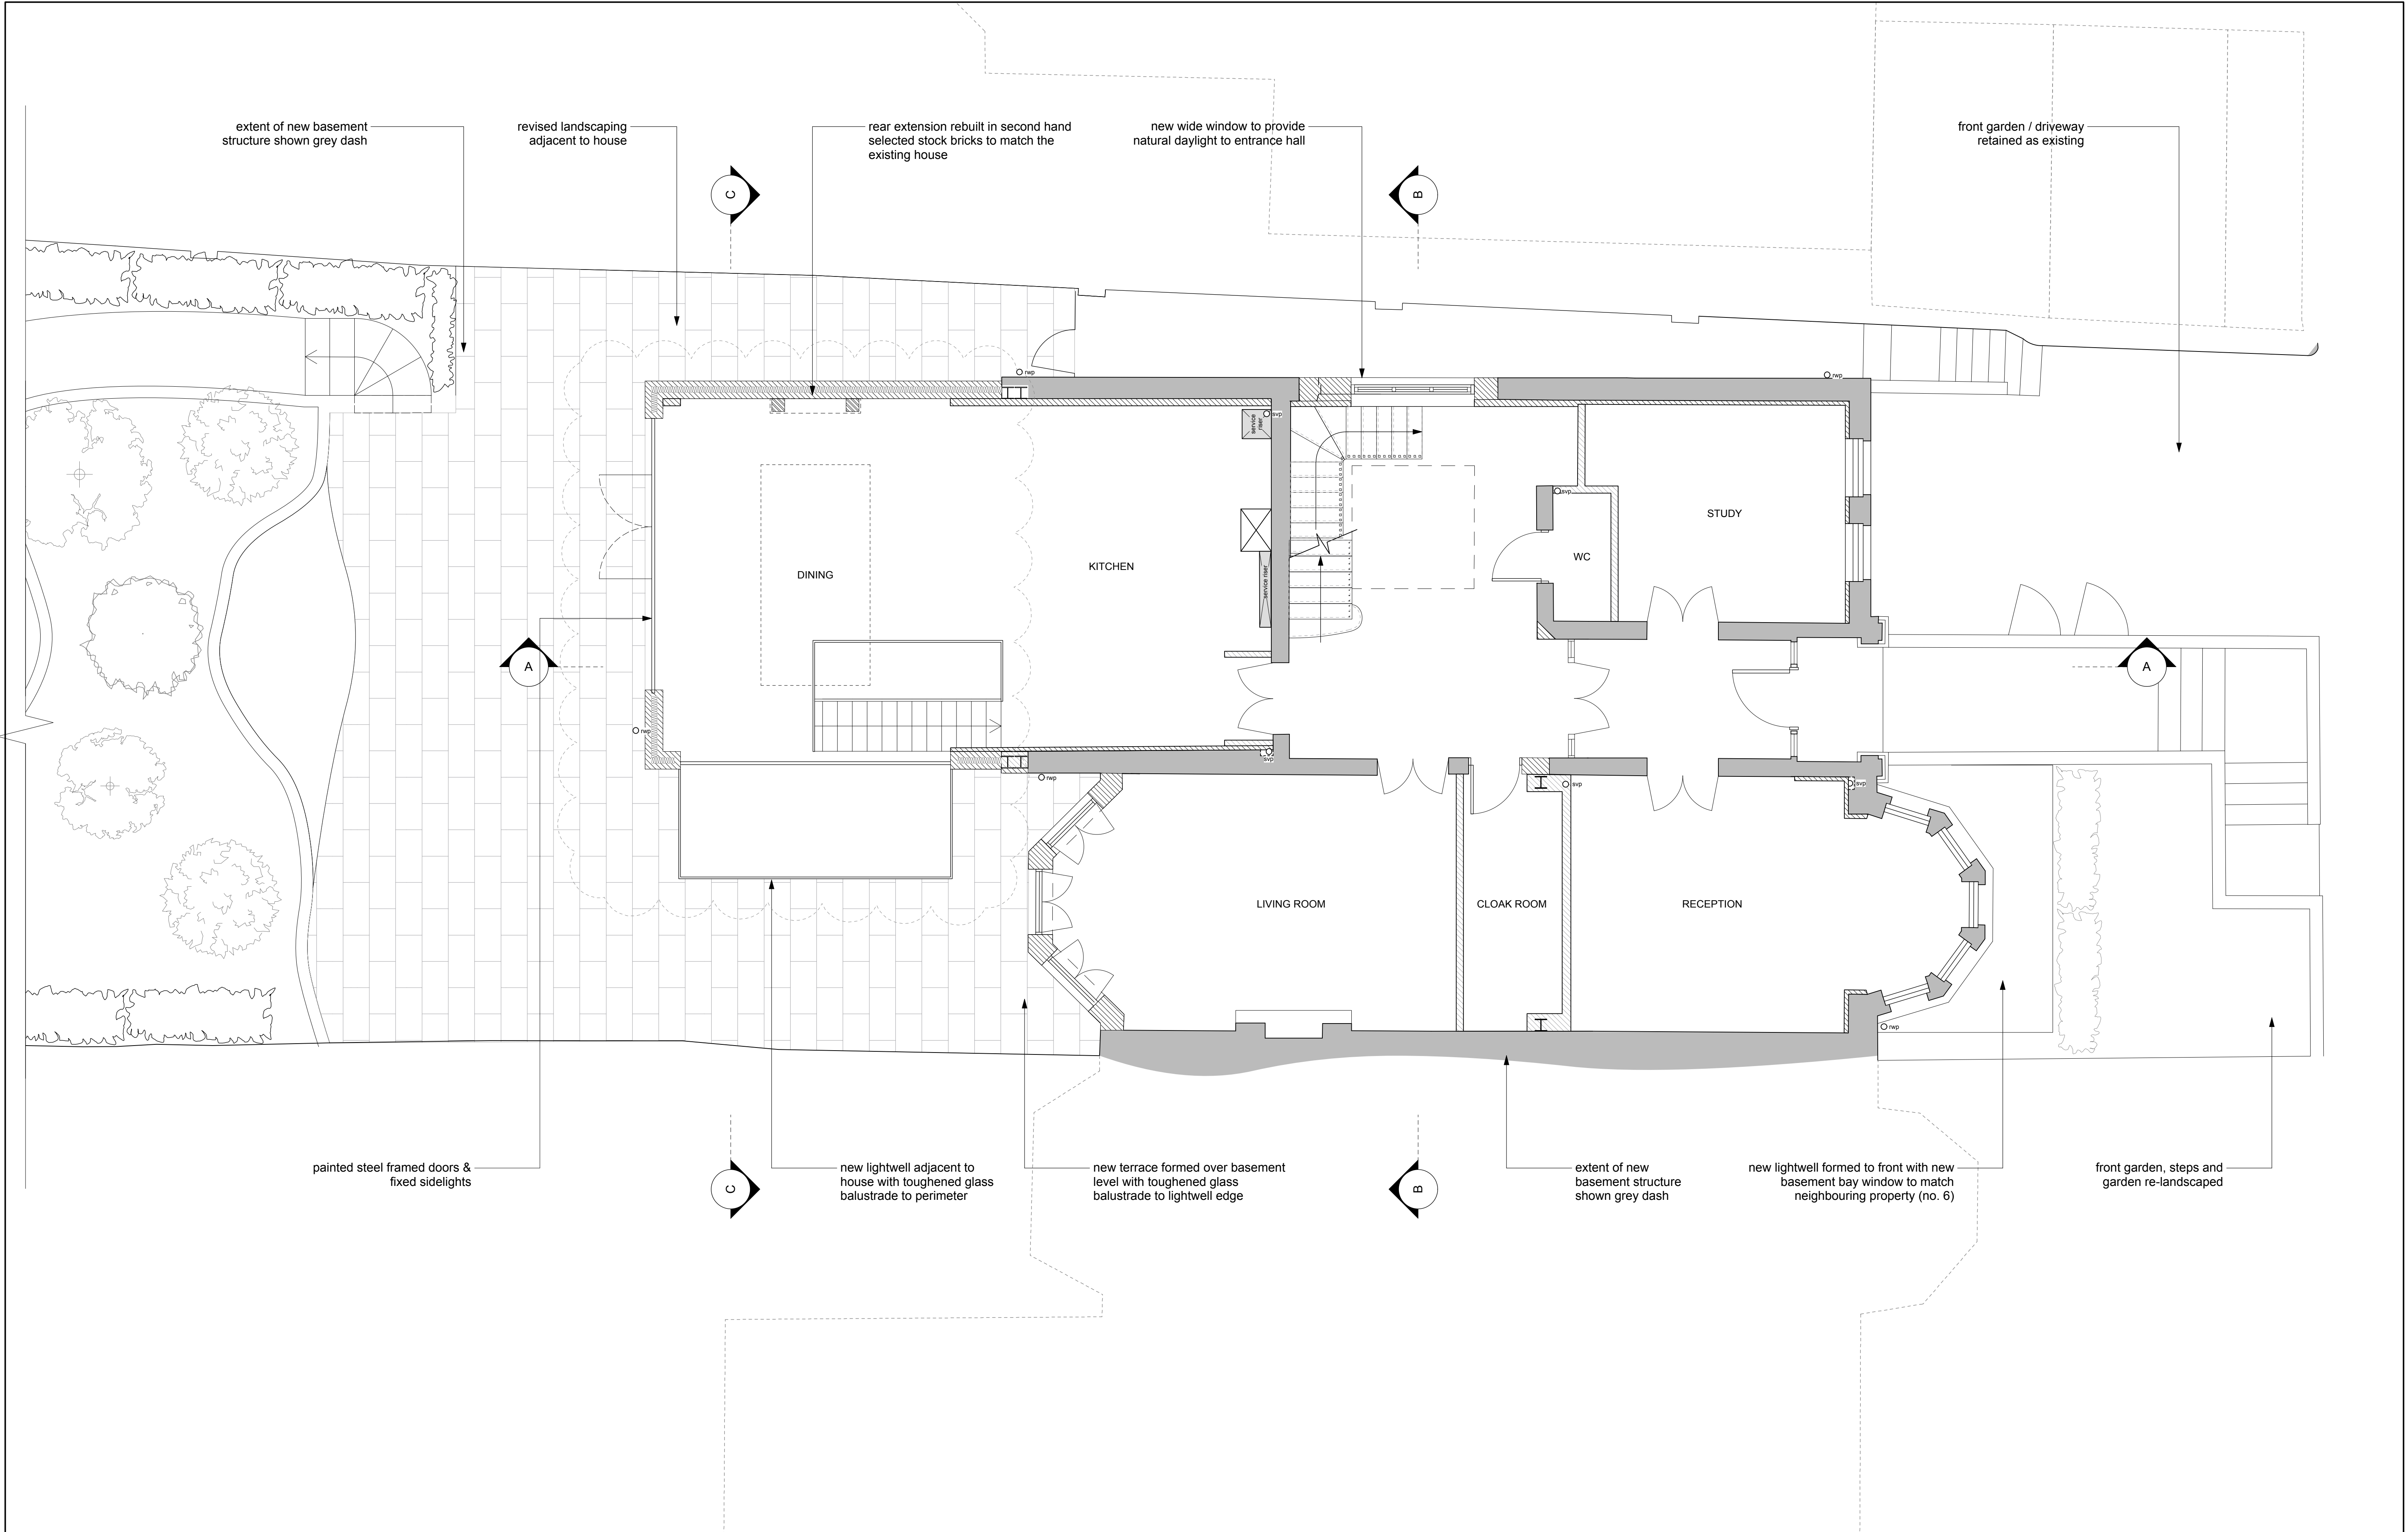 extent of new basement
structure shown grey dash
revised landscaping
adjacent to house
rear extension rebuilt in second hand
selected stock bricks to match the
existing house
new wide window to provide
natural daylight to entrance hall
front garden / driveway
retained as existing
C
B
rwp
rwp
service
riser
svp
svp
STUDY
WC
KITCHEN
DINING
service riser
A
A
rwp
svp
rwp
svp
svp
LIVING ROOM
CLOAK ROOM
RECEPTION
rwp
painted steel framed doors &
fixed sidelights
new lightwell adjacent to
house with toughened glass
balustrade to perimeter
new terrace formed over basement
level with toughened glass
balustrade to lightwell edge
extent of new
basement structure
shown grey dash
new lightwell formed to front with new
basement bay window to match
neighbouring property (no. 6)
front garden, steps and
garden re-landscaped
C
B